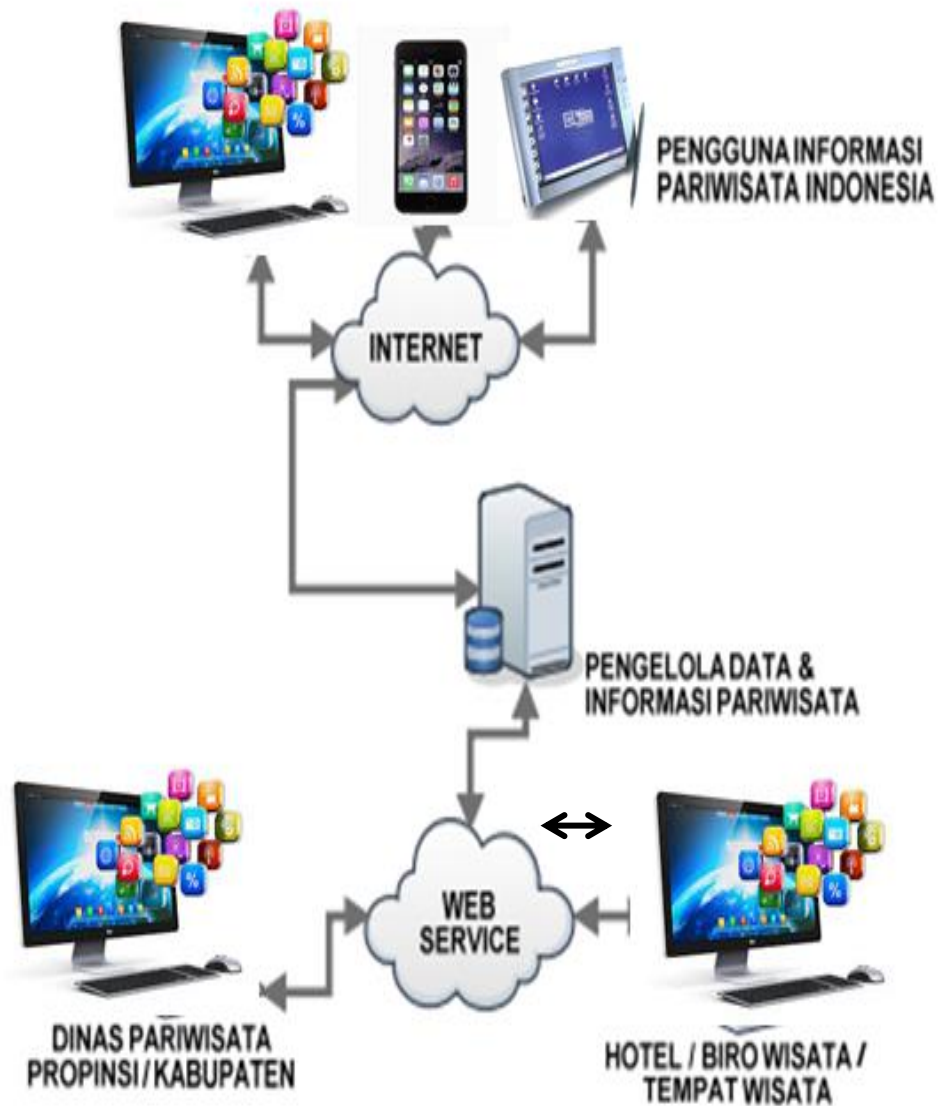 PENGGUNA INFORMASI
PARIWISATA INDONESIA
INTERNET
PENGELOLA DATA &
INFORMASI PARIWISATA
WEB
SERVICE
DINAS PARIWISATA
PROPINSI / KABUPATEN
HOTEL / BIRO WISATA /
TEMPAT WISATA